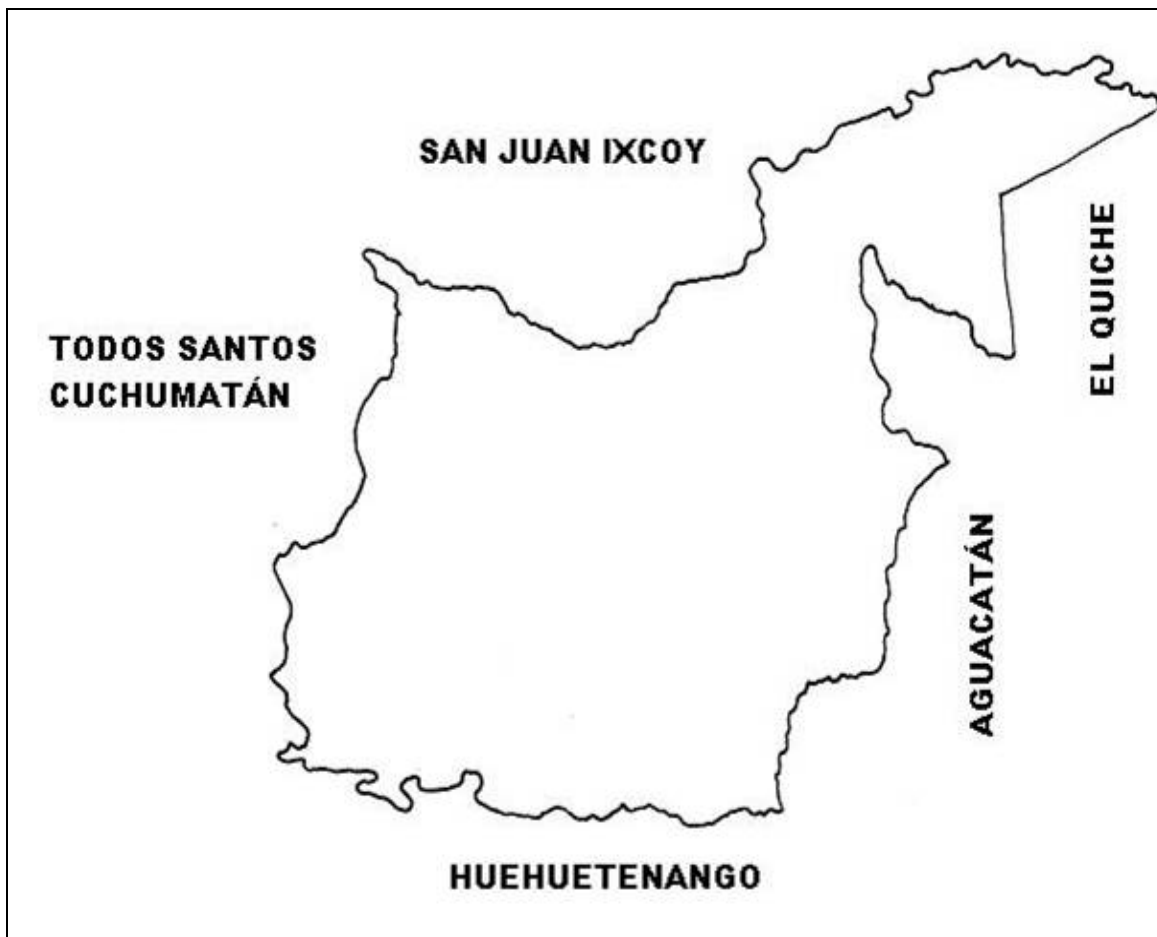 SAN JUAN IXCOY
TODOS SANTOS
CUCHUMATÁN
EL QUICHE
AGUACATÁN
HUEHUETENANGO